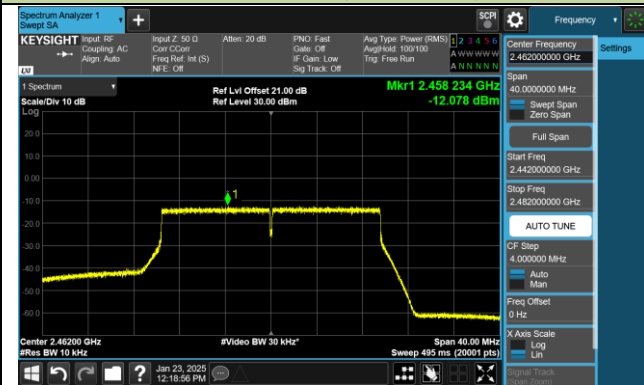 Spectrum Analyzer 1
Swept SA
+
SCPI
Frequency
KEYSIGHT
Input: RF
Coupling: AC
Align: Auto
Input Z: 50 Ω
Corr CCorr
Freq Ref: Int (S)
NFE: Off
Atten: 20 dB
PNO: Fast
Gate: Off
IF Gain: Low
Sig Track: Off
Avg Type: Power (RMS)
Avg|Hold: 100/100
Trig: Free Run
1 2 3 4 5 6
A W W W W W
A N N N N N
LXI
1 Spectrum
Scale/Div 10 dB
Log
Ref Lvl Offset 21.00 dB
Ref Level 30.00 dBm
Mkr1 2.458 234 GHz
-12.078 dBm
20.0
10.0
0.00
-10.0
-20.0
-30.0
-40.0
-50.0
-60.0
1
Center 2.46200 GHz
#Res BW 10 kHz
#Video BW 30 kHz*
Span 40.00 MHz
Sweep 495 ms (20001 pts)
Jan 23, 2025
12:18:56 PM
?
Center Frequency
2.462000000 GHz
Span
40.0000000 MHz
Swept Span
Zero Span
Full Span
Start Freq
2.442000000 GHz
Stop Freq
2.482000000 GHz
AUTO TUNE
CF Step
4.000000 MHz
Auto
Man
Freq Offset
0 Hz
X Axis Scale
Log
Lin
Signal Track
(Span Zoom)
Settings